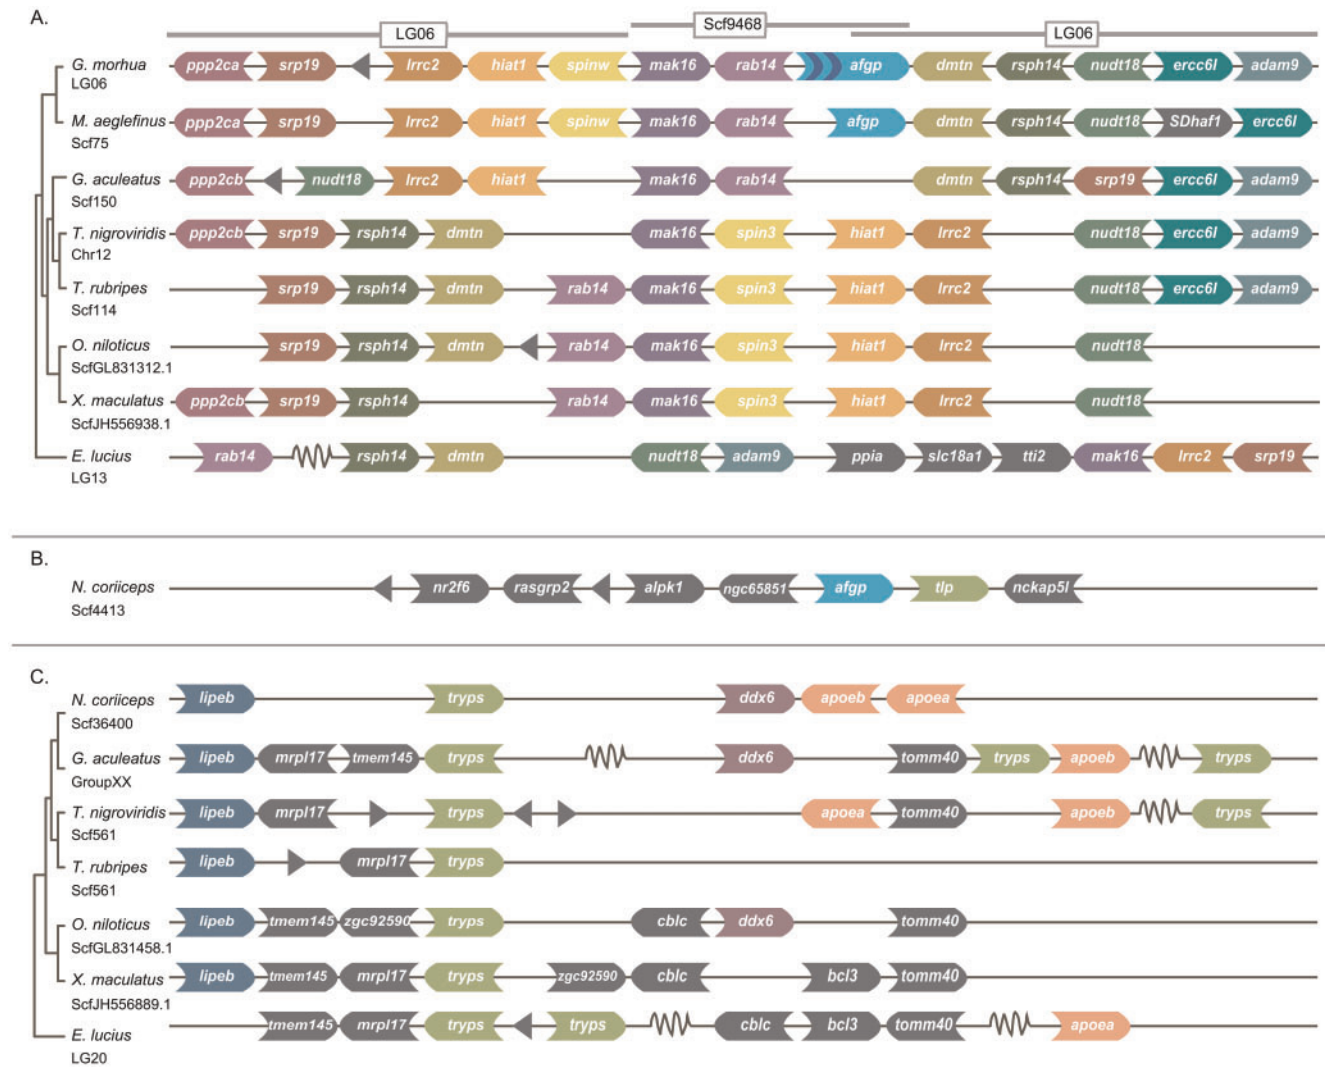 A.
LG06 Scf9468 LG06
G. morhua ppp2ca srp19 lrrc2 hiat1 spinw mak16 rab14 afgp dmtn rsph14 nudt18 ercc6l adam9
LG06
M. aeglefinus ppp2ca srp19 lrrc2 hiat1 spinw mak16 rab14 afgp dmtn rsph14 nudt18 SDhaf1 ercc6l
Scf75
G. aculeatus ppp2cb nudt18 lrrc2 hiat1 mak16 rab14 dmtn rsph14 srp19 ercc6l adam9
Scf150
T. nigroviridis ppp2cb srp19 rsph14 dmtn mak16 spin3 hiat1 lrrc2 nudt18 ercc6l adam9
Chr12
T. rubripes srp19 rsph14 dmtn rab14 mak16 spin3 hiat1 lrrc2 nudt18 ercc6l adam9
Scf114
O. niloticus srp19 rsph14 dmtn rab14 mak16 spin3 hiat1 lrrc2 nudt18
ScfGL831312.1
X. maculatus ppp2cb srp19 rsph14 rab14 mak16 spin3 hiat1 lrrc2 nudt18
ScfJH556938.1
E. lucius rab14 rsph14 dmtn nudt18 adam9 ppia slc18a1 tti2 mak16 lrrc2 srp19
LG13
B.
N. coriiceps nr2f6 rasgrp2 alpk1 ngc65851 afgp tlp nckap5l
Scf4413
C.
N. coriiceps lipeb tryps ddx6 apoeb apoea
Scf36400
G. aculeatus lipeb mrpl17 tmem145 tryps ddx6 tomm40 tryps apoeb tryps
GroupXX
T. nigroviridis lipeb mrpl17 tryps apoea tomm40 apoeb tryps
Scf561
T. rubripes lipeb mrpl17 tryps
Scf561
O. niloticus lipeb tmem145 zgc92590 tryps cblc ddx6 tomm40
ScfGL831458.1
X. maculatus lipeb tmem145 mrpl17 tryps zgc92590 cblc bcl3 tomm40
ScfJH556889.1
E. lucius tmem145 mrpl17 tryps tryps cblc bcl3 tomm40 apoea
LG20